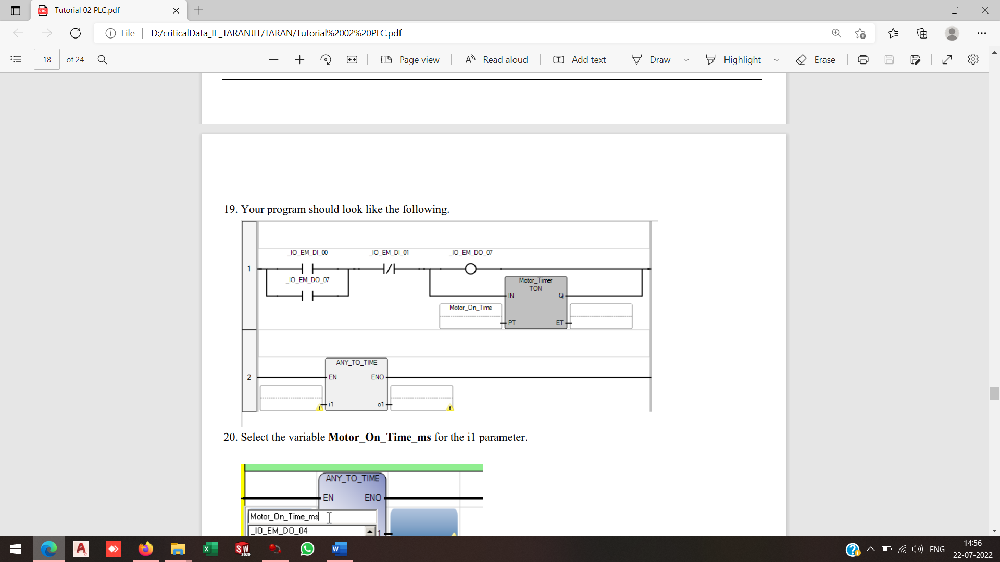 Tutorial 02 PLC.pdf
File D:/criticalData_IE_TARANJIT/TARAN/Tutorial%2002%20PLC.pdf
18 of 24 Page view Read aloud Add text Draw Highlight Erase
19. Your program should look like the following.
_IO_EM_DI_00 _IO_EM_DI_01 _IO_EM_DO_07
1
_IO_EM_DO_07
Motor_Timer
TON
IN Q
Motor_On_Time
PT ET
ANY_TO_TIME
2
EN ENO
i1 o1
20. Select the variable Motor_On_Time_ms for the i1 parameter.
ANY_TO_TIME
EN ENO
Motor_On_Time_ms
_IO_EM_DO_04
1
ENG
14:56
22-07-2022
SW
2020